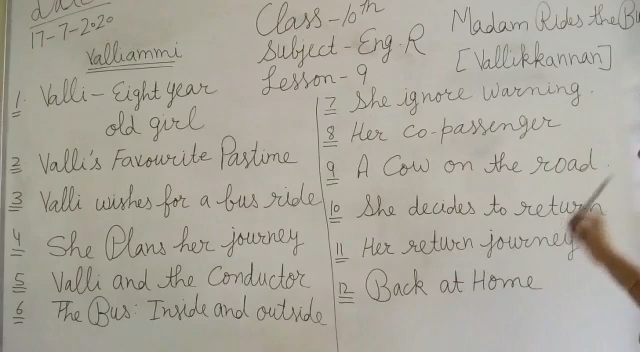 Date
17-7-2020
Valliammi
Class-10th
Subject-Eng.R
Lesson-9
Madam Rides the Bu
[Vallikkannan]
1. Valli-Eight year
old girl
2 Valli's Favourite Pastime
3 Valli wishes for a bus ride
4 She Plans her journey
5 Valli and the Conductor
6 The Bus: Inside and outside
7 She ignore warning.
8 Her co-passenger
9 A Cow on the road.
10 She decides to return
11 Her return journey
12 Back at Home